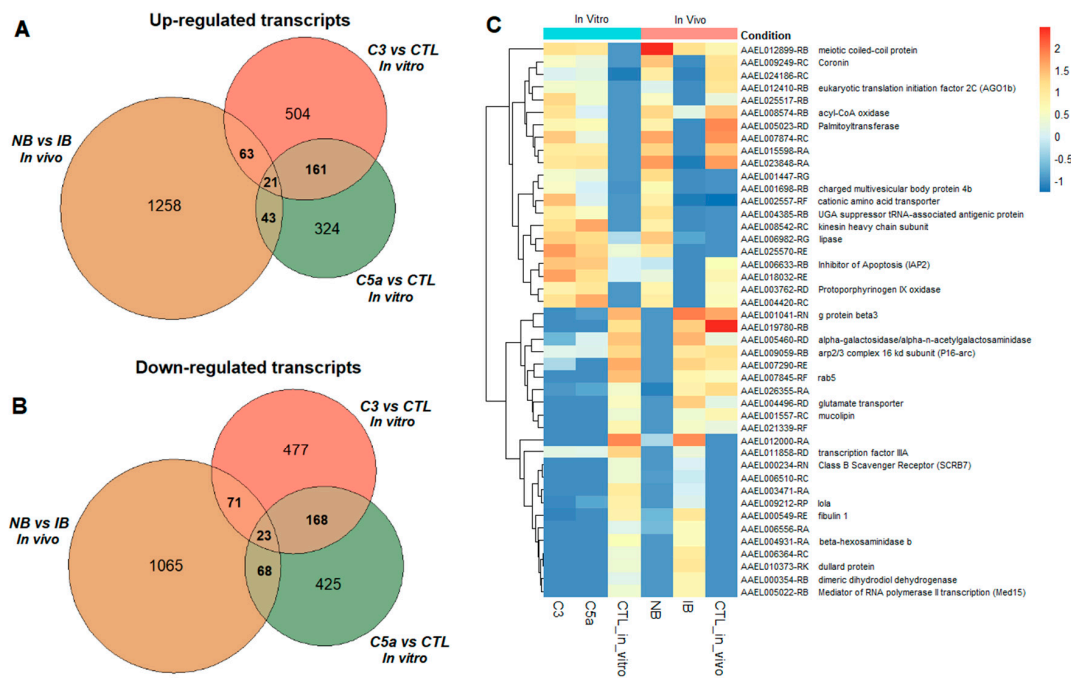 A
Up-regulated transcripts
C3 vs CTL
In vitro
504
NB vs IB
In vivo
63
161
21
1258
43
324
C5a vs CTL
In vitro
B
Down-regulated transcripts
C3 vs CTL
In vitro
477
NB vs IB
In vivo
71
168
23
1065
68
425
C5a vs CTL
In vitro
C
In Vitro
In Vivo
Condition
AAEL012899-RB meiotic coiled-coil protein
AAEL009249-RC Coronin
AAEL024186-RC
AAEL012410-RB eukaryotic translation initiation factor 2C (AGO1b)
AAEL025517-RB
AAEL008574-RB acyl-CoA oxidase
AAEL005023-RD Palmitoyltransferase
AAEL007874-RC
AAEL015598-RA
AAEL023848-RA
AAEL001447-RG
AAEL001698-RB charged multivesicular body protein 4b
AAEL002557-RF cationic amino acid transporter
AAEL004385-RB UGA suppressor tRNA-associated antigenic protein
AAEL008542-RC kinesin heavy chain subunit
AAEL006982-RG lipase
AAEL025570-RE
AAEL006633-RB Inhibitor of Apoptosis (IAP2)
AAEL018032-RE
AAEL003762-RD Protoporphyrinogen IX oxidase
AAEL004420-RC
AAEL001041-RN g protein beta3
AAEL019780-RB
AAEL005460-RD alpha-galactosidase/alpha-n-acetylgalactosaminidase
AAEL009059-RB arp2/3 complex 16 kd subunit (P16-arc)
AAEL007290-RE
AAEL007845-RF rab5
AAEL026355-RA
AAEL004496-RD glutamate transporter
AAEL001557-RC mucolipin
AAEL021339-RF
AAEL012000-RA
AAEL011858-RD transcription factor IIIA
AAEL000234-RN Class B Scavenger Receptor (SCRB7)
AAEL006510-RC
AAEL003471-RA
AAEL009212-RP lola
AAEL000549-RE fibulin 1
AAEL006556-RA
AAEL004931-RA beta-hexosaminidase b
AAEL006364-RC
AAEL010373-RK dullard protein
AAEL000354-RB dimeric dihydrodiol dehydrogenase
AAEL005022-RB Mediator of RNA polymerase II transcription (Med15)
C3
C5a
CTL_in_vitro
NB
IB
CTL_in_vivo
2
1.5
1
0.5
0
-0.5
-1